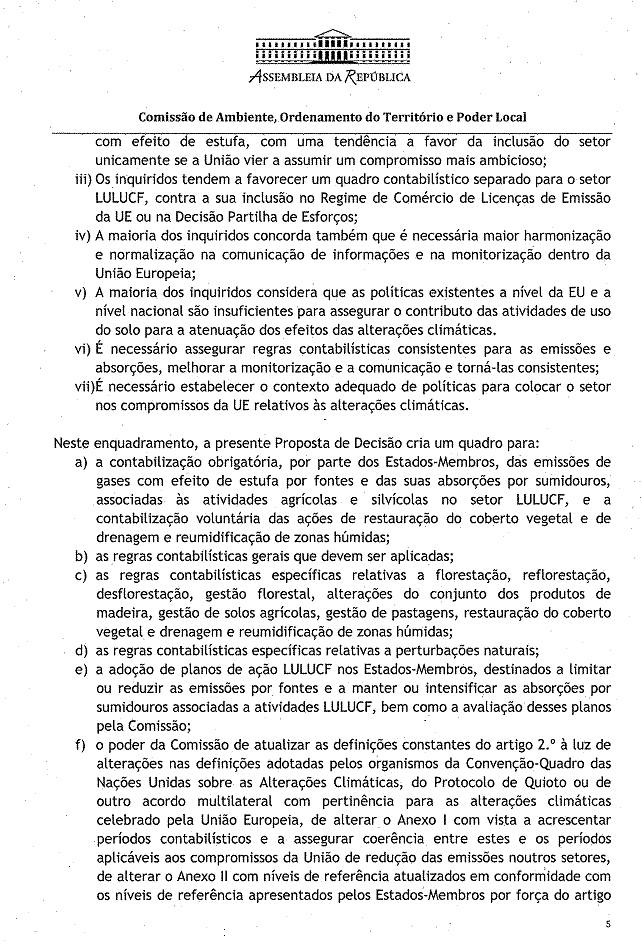 ASSEMBLEIA DA REPÚBLICA
Comissão de Ambiente, Ordenamento do Território e Poder Local
com efeito de estufa, com uma tendência a favor da inclusão do setor
unicamente se a União vier a assumir um compromisso mais ambicioso;
iii) Os inquiridos tendem a favorecer um quadro contabilístico separado para o setor
LULUCF, contra a sua inclusão no Regime de Comércio de Licenças de Emissão
da UE ou na Decisão Partilha de Esforços;
iv) A maioria dos inquiridos concorda também que é necessária maior harmonização
e normalização na comunicação de informações e na monitorização dentro da
União Europeia;
v) A maioria dos inquiridos considera que as políticas existentes a nível da EU e a
nível nacional são insuficientes para assegurar o contributo das atividades de uso
do solo para a atenuação dos efeitos das alterações climáticas.
vi) É necessário assegurar regras contabilísticas consistentes para as emissões e
absorções, melhorar a monitorização e a comunicação e torná-las consistentes;
vii)É necessário estabelecer o contexto adequado de políticas para colocar o setor
nos compromissos da UE relativos às alterações climáticas.
Neste enquadramento, a presente Proposta de Decisão cria um quadro para:
a) a contabilização obrigatória, por parte dos Estados-Membros, das emissões de
gases com efeito de estufa por fontes e das suas absorções por sumidouros,
associadas às atividades agrícolas e silvícolas no setor LULUCF, e a
contabilização voluntária das ações de restauração do coberto vegetal e de
drenagem e reumidificação de zonas húmidas;
b) as regras contabilísticas gerais que devem ser aplicadas;
c) as regras contabilísticas específicas relativas a florestação, reflorestação,
desflorestação, gestão florestal, alterações do conjunto dos produtos de
madeira, gestão de solos agrícolas, gestão de pastagens, restauração do coberto
vegetal e drenagem e reumidificação de zonas húmidas;
d) as regras contabilísticas específicas relativas a perturbações naturais;
e) a adoção de planos de ação LULUCF nos Estados-Membros, destinados a limitar
ou reduzir as emissões por fontes e a manter ou intensificar as absorções por
sumidouros associadas a atividades LULUCF, bem como a avaliação desses planos
pela Comissão;
f) o poder da Comissão de atualizar as definições constantes do artigo 2.º à luz de
alterações nas definições adotadas pelos organismos da Convenção-Quadro das
Nações Unidas sobre as Alterações Climáticas, do Protocolo de Quioto ou de
outro acordo multilateral com pertinência para as alterações climáticas
celebrado pela União Europeia, de alterar o Anexo I com vista a acrescentar
períodos contabilísticos e a assegurar coerência entre estes e os períodos
aplicáveis aos compromissos da União de redução das emissões noutros setores,
de alterar o Anexo II com níveis de referência atualizados em conformidade com
os níveis de referência apresentados pelos Estados-Membros por força do artigo
5